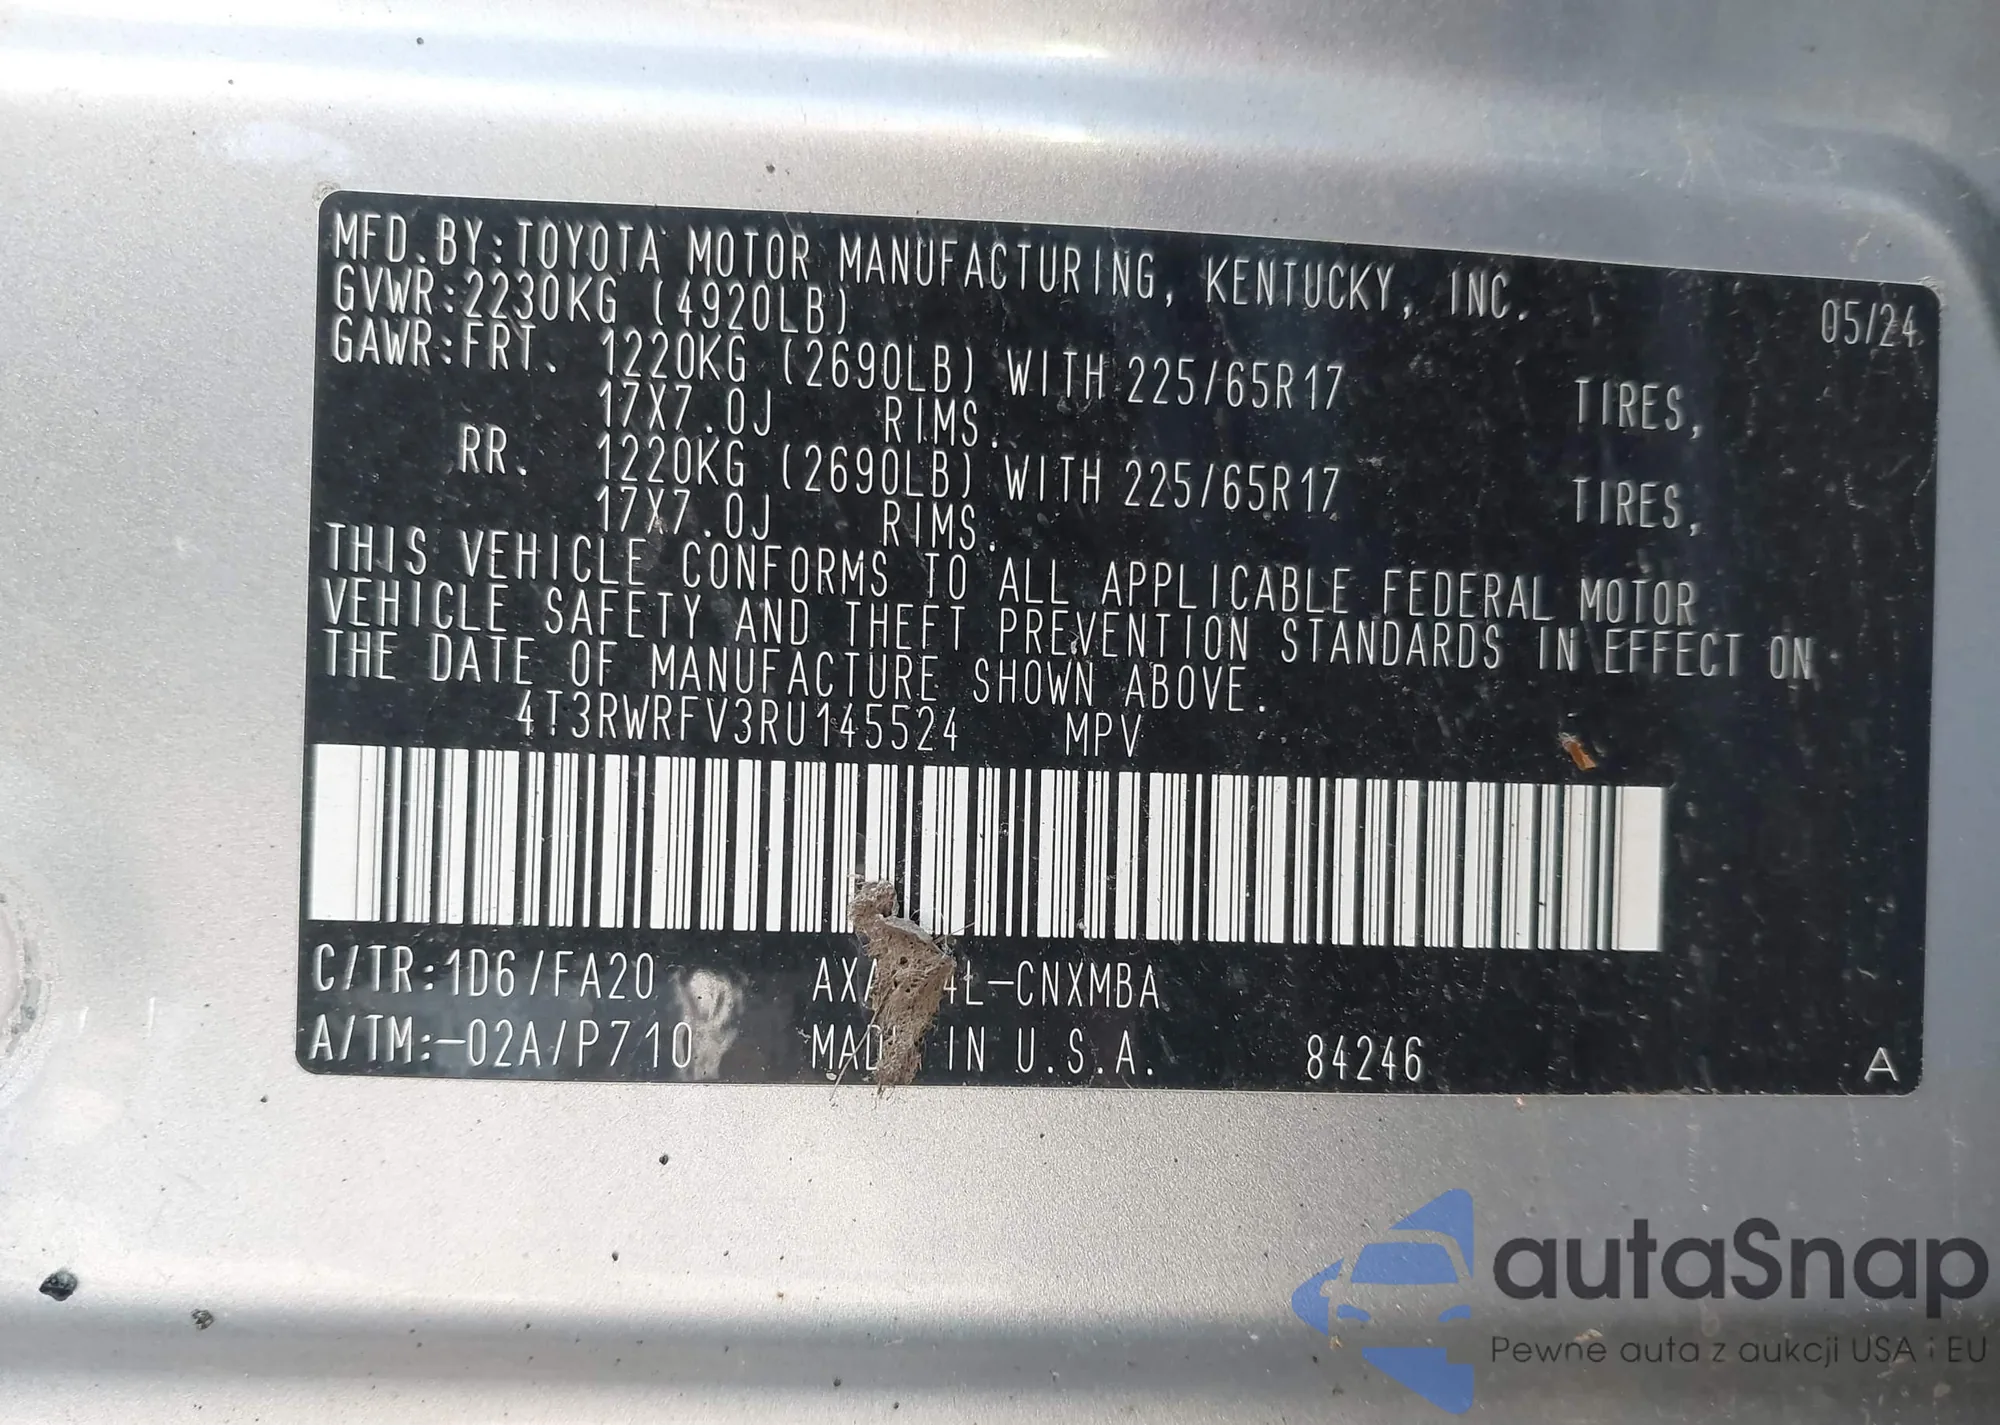 MFD.BY:TOYOTA MOTOR MANUFACTURING, KENTUCKY, INC. 05/24
GVWR:2230KG (4920LB)
GAWR:FRT. 1220KG (2690LB) WITH 225/65R17 TIRES,
17X7.0J RIMS.
RR. 1220KG (2690LB) WITH 225/65R17 TIRES,
17X7.0J RIMS.
THIS VEHICLE CONFORMS TO ALL APPLICABLE FEDERAL MOTOR
VEHICLE SAFETY AND THEFT PREVENTION STANDARDS IN EFFECT ON
THE DATE OF MANUFACTURE SHOWN ABOVE.
4T3RWRFV3RU145524 MPV
C/TR:1D6/FA20 4L-CNXMBA
A/TM:-02A/P710 MADE IN U.S.A. 84246 A
autaSnap
Pewne auta z aukcji USA i EU